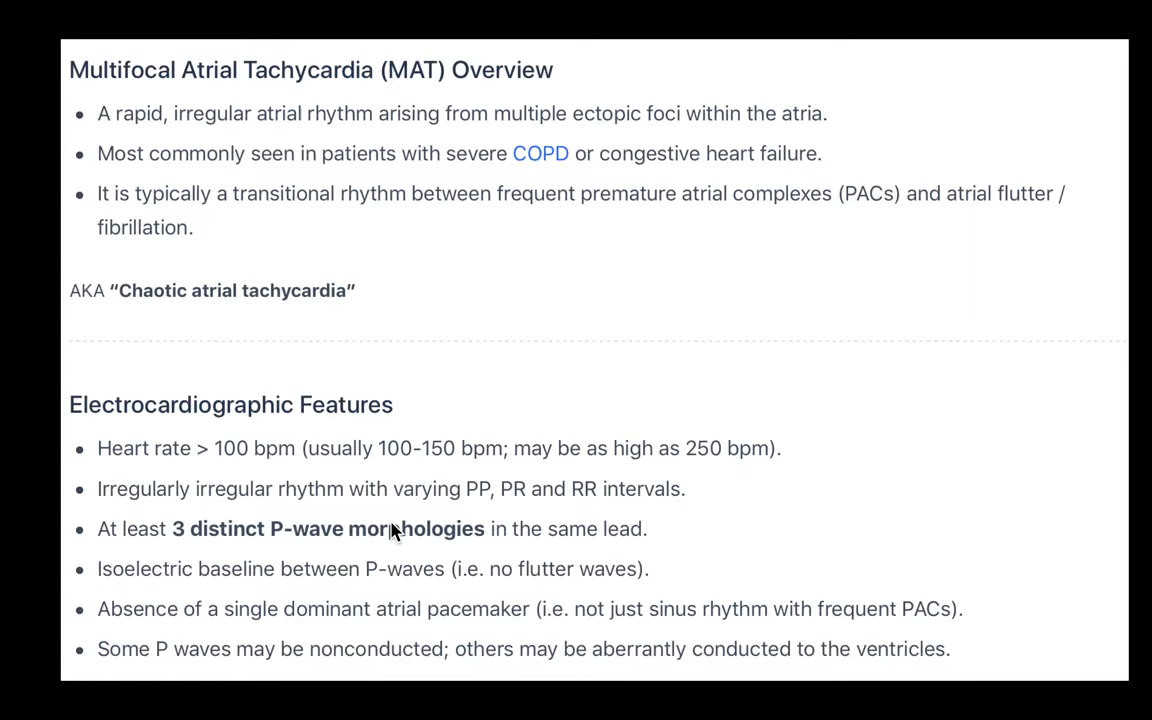 Multifocal Atrial Tachycardia (MAT) Overview
• A rapid, irregular atrial rhythm arising from multiple ectopic foci within the atria.
• Most commonly seen in patients with severe COPD or congestive heart failure.
• It is typically a transitional rhythm between frequent premature atrial complexes (PACs) and atrial flutter /
fibrillation.
AKA “Chaotic atrial tachycardia”
Electrocardiographic Features
• Heart rate > 100 bpm (usually 100-150 bpm; may be as high as 250 bpm).
• Irregularly irregular rhythm with varying PP, PR and RR intervals.
• At least 3 distinct P-wave morphologies in the same lead.
• Isoelectric baseline between P-waves (i.e. no flutter waves).
• Absence of a single dominant atrial pacemaker (i.e. not just sinus rhythm with frequent PACs).
• Some P waves may be nonconducted; others may be aberrantly conducted to the ventricles.